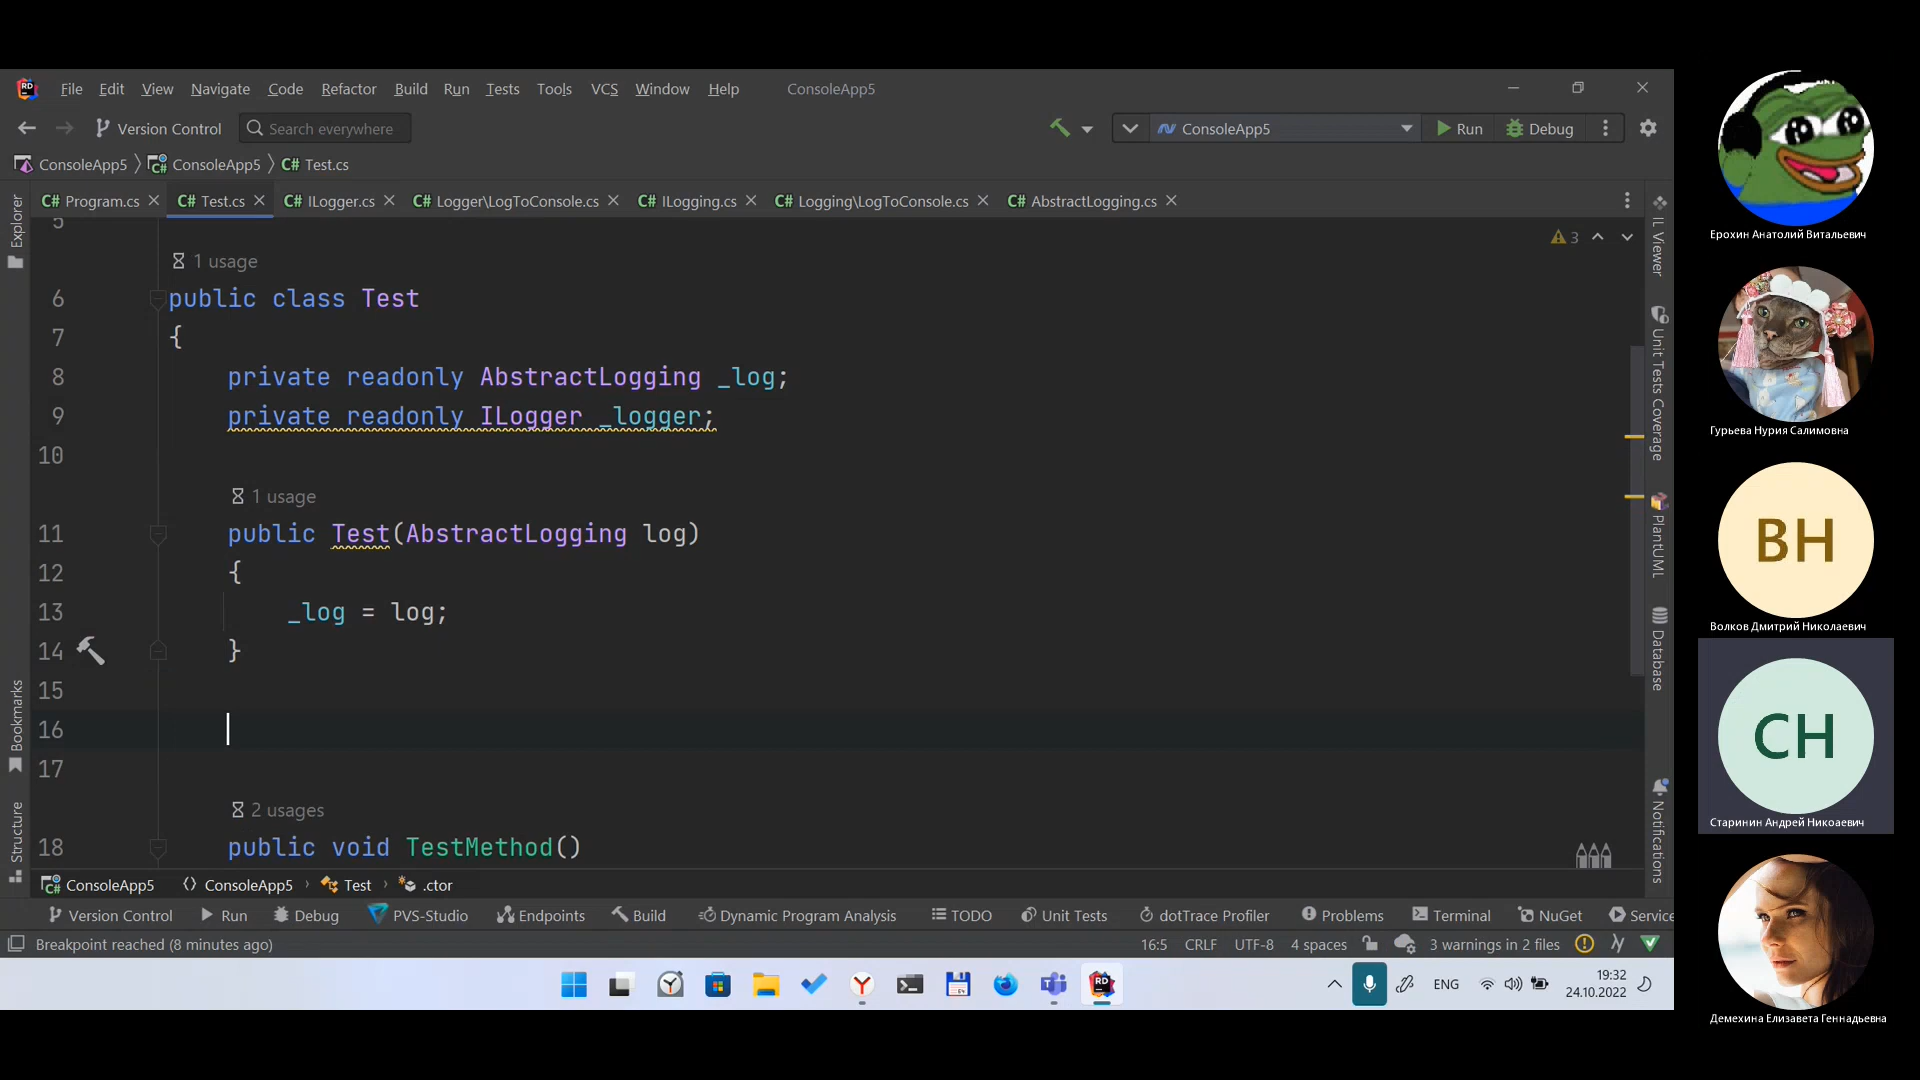 File Edit View Navigate Code Refactor Build Run Tests Tools VCS Window Help ConsoleApp5
Version Control Search everywhere ConsoleApp5 Run Debug
ConsoleApp5 ConsoleApp5 C# Test.cs
C# Program.cs C# Test.cs C# ILogger.cs C# Logger\LogToConsole.cs C# ILogging.cs C# Logging\LogToConsole.cs C# AbstractLogging.cs
Explorer
Bookmarks
Structure
5
3
1 usage
6 public class Test
7 {
8 private readonly AbstractLogging _log;
9 private readonly ILogger _logger;
10
1 usage
11 public Test(AbstractLogging log)
12 {
13 _log = log;
14 }
15
16
17
2 usages
18 public void TestMethod()
IL Viewer
Unit Tests Coverage
PlantUML
Database
Notifications
ConsoleApp5 ConsoleApp5 Test .ctor
Version Control Run Debug PVS-Studio Endpoints Build Dynamic Program Analysis TODO Unit Tests dotTrace Profiler Problems Terminal NuGet Service
Breakpoint reached (8 minutes ago) 16:5 CRLF UTF-8 4 spaces 3 warnings in 2 files
ENG 19:32
24.10.2022
Ерохин Анатолий Витальевич
Гурьева Нурия Салимовна
ВН
Волков Дмитрий Николаевич
СН
Старинин Андрей Никоаевич
Демехина Елизавета Геннадьевна